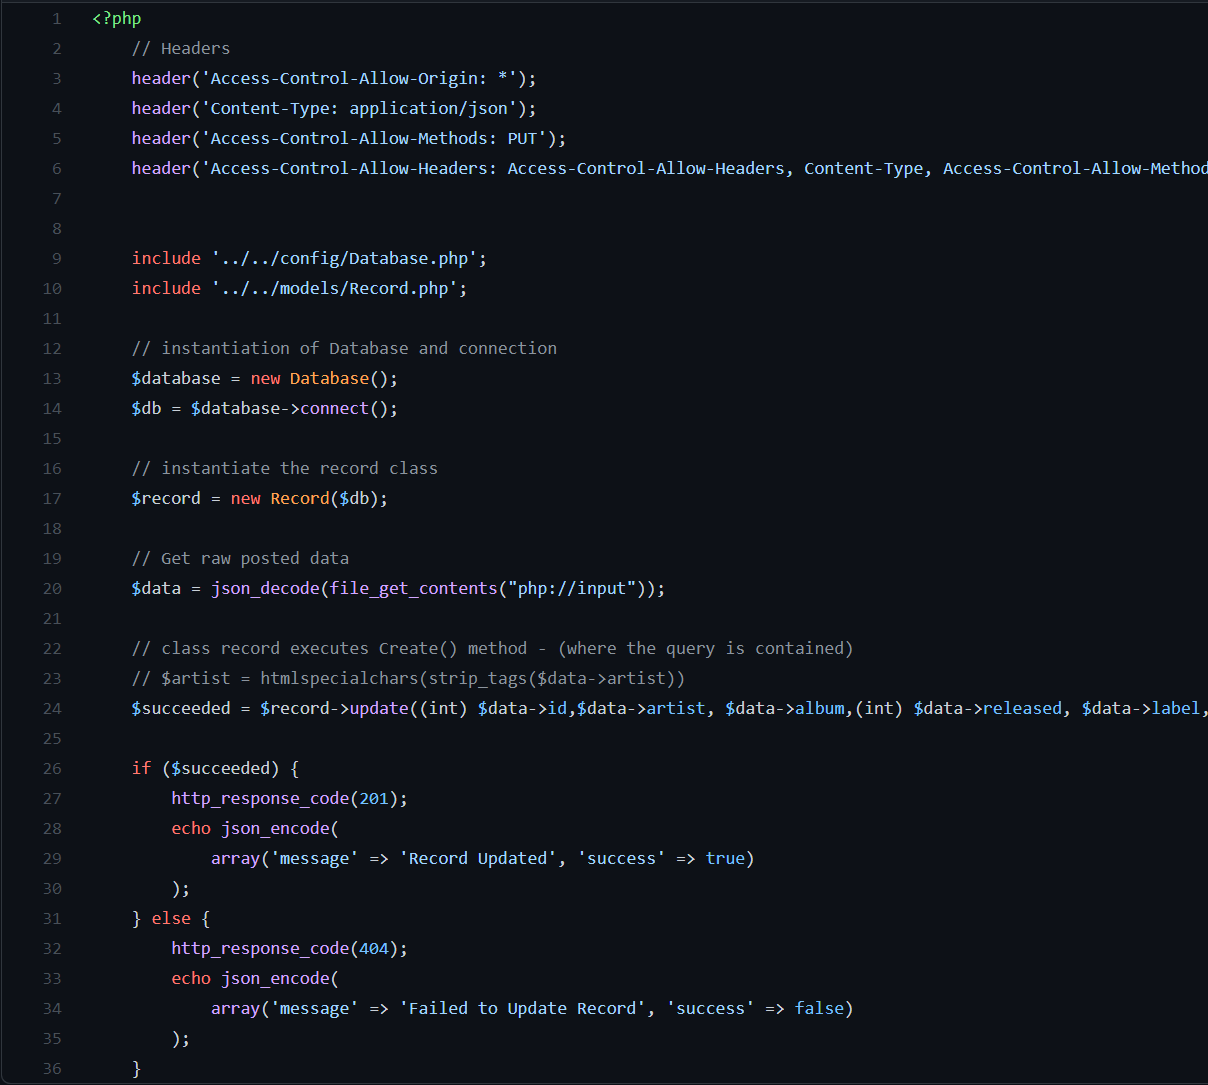 1 <?php
2 // Headers
3 header('Access-Control-Allow-Origin: *');
4 header('Content-Type: application/json');
5 header('Access-Control-Allow-Methods: PUT');
6 header('Access-Control-Allow-Headers: Access-Control-Allow-Headers, Content-Type, Access-Control-Allow-Method
7
8
9 include '../../config/Database.php';
10 include '../../models/Record.php';
11
12 // instantiation of Database and connection
13 $database = new Database();
14 $db = $database->connect();
15
16 // instantiate the record class
17 $record = new Record($db);
18
19 // Get raw posted data
20 $data = json_decode(file_get_contents("php://input"));
21
22 // class record executes Create() method - (where the query is contained)
23 // $artist = htmlspecialchars(strip_tags($data->artist))
24 $succeeded = $record->update((int) $data->id,$data->artist, $data->album,(int) $data->released, $data->label,
25
26 if ($succeeded) {
27 http_response_code(201);
28 echo json_encode(
29 array('message' => 'Record Updated', 'success' => true)
30 );
31 } else {
32 http_response_code(404);
33 echo json_encode(
34 array('message' => 'Failed to Update Record', 'success' => false)
35 );
36 }